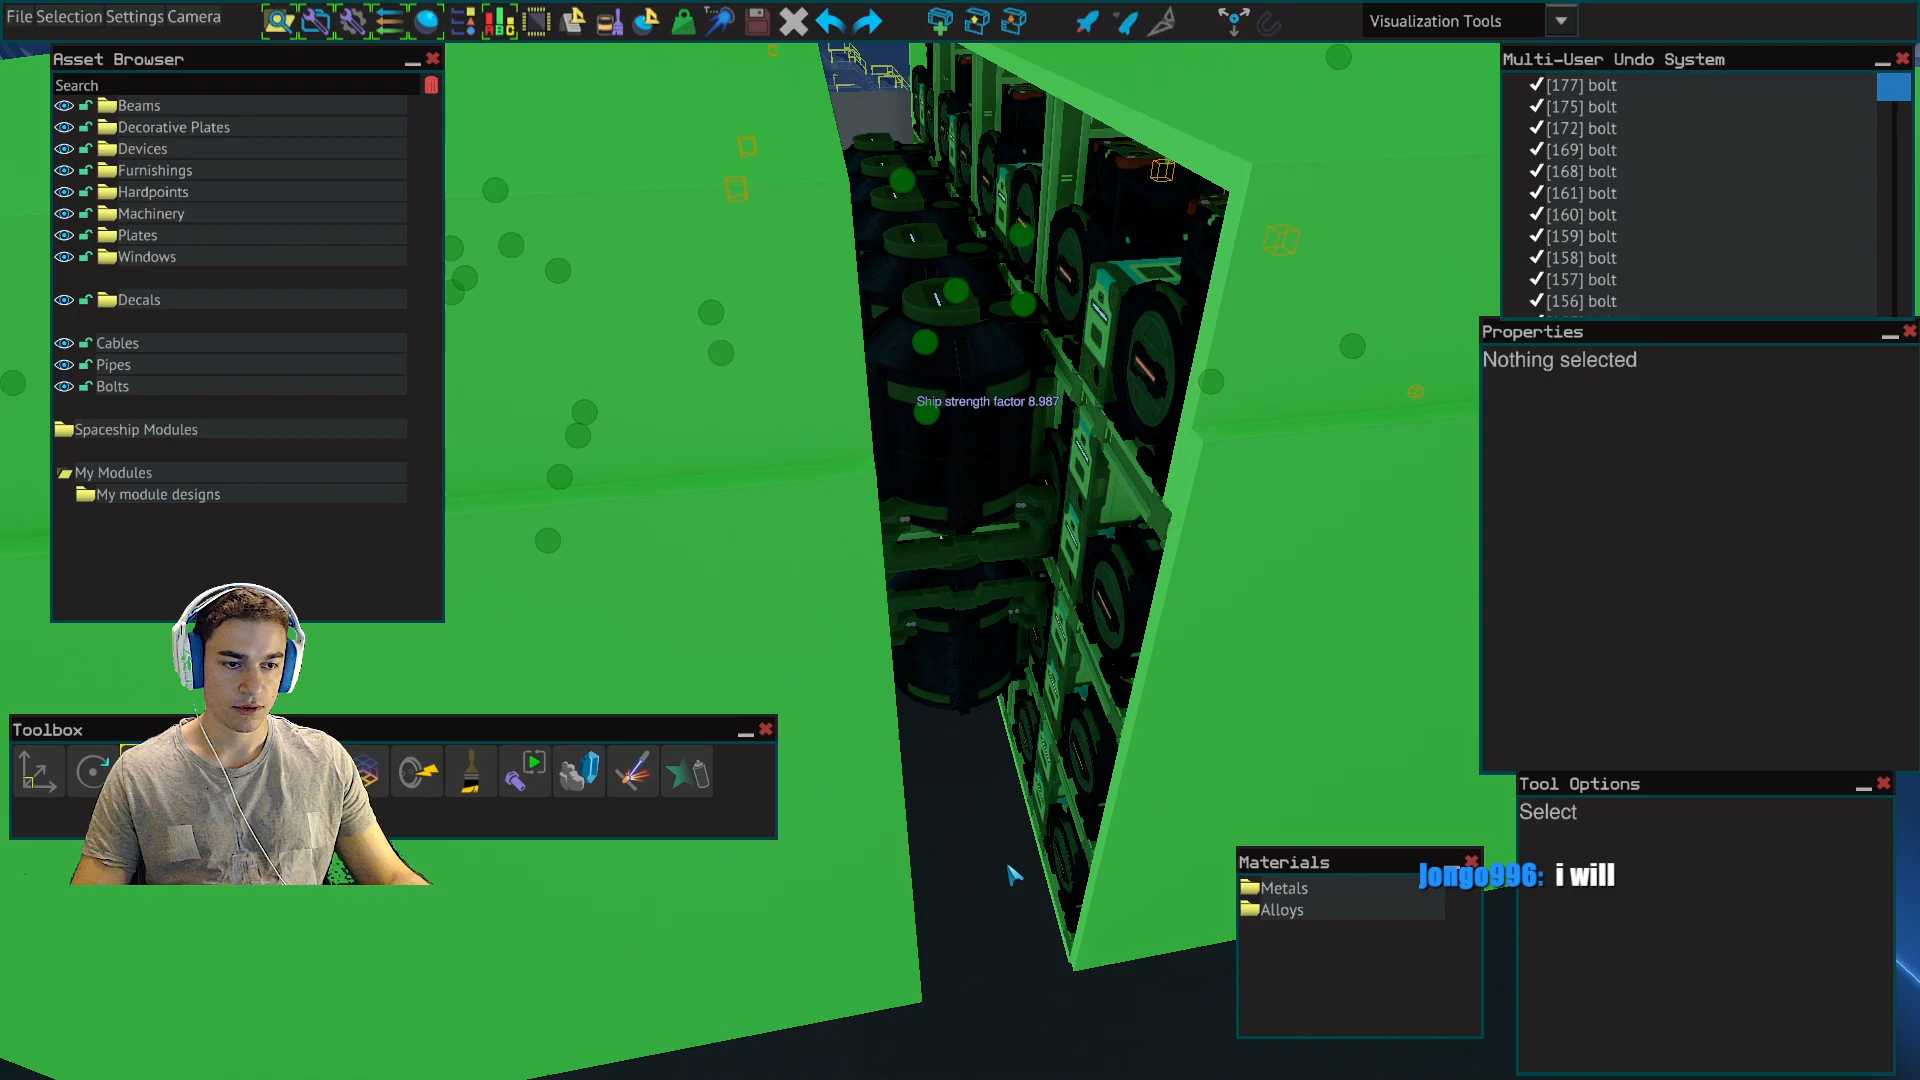 File Selection Settings Camera
Visualization Tools
Asset Browser
Search
Beams
Decorative Plates
Devices
Furnishings
Hardpoints
Machinery
Plates
Windows
Decals
Cables
Pipes
Bolts
Spaceship Modules
My Modules
My module designs
Multi-User Undo System
[177] bolt
[175] bolt
[172] bolt
[169] bolt
[168] bolt
[161] bolt
[160] bolt
[159] bolt
[158] bolt
[157] bolt
[156] bolt
Properties
Nothing selected
Ship strength factor 8.987
Toolbox
Tool Options
Select
Materials
Metals
Alloys
Jongo996: i will